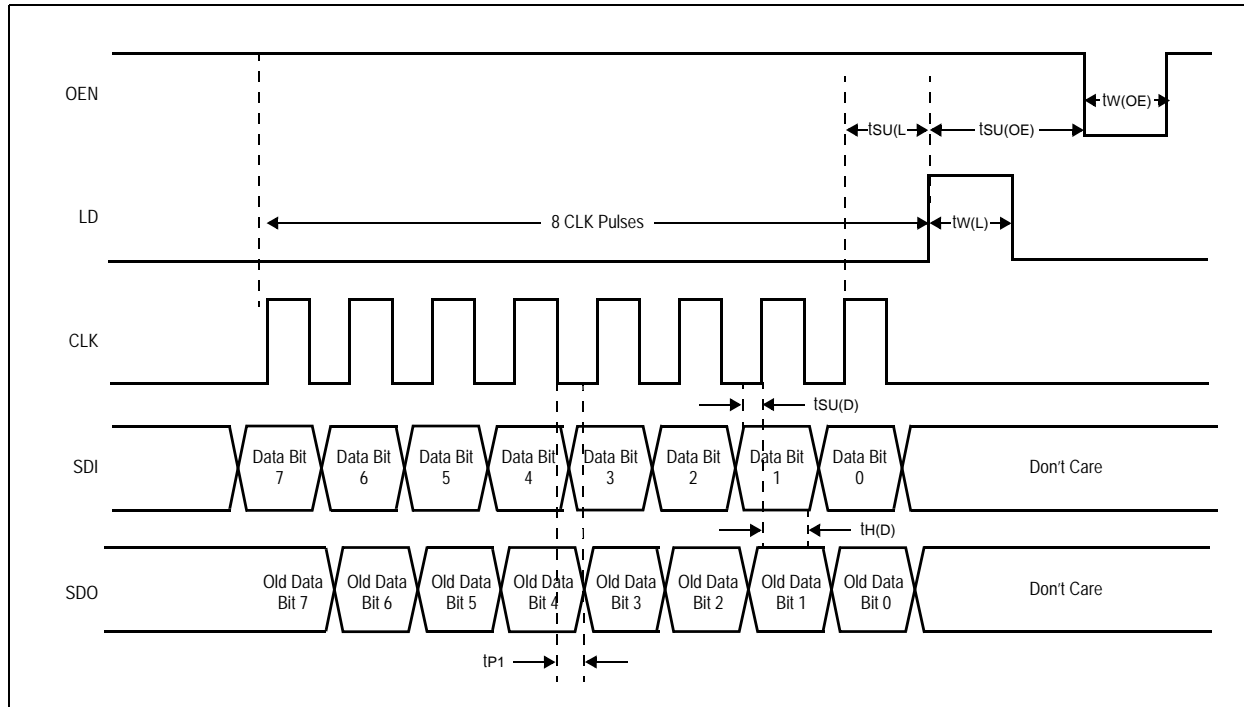 OEN
tW(OE)
tSU(L
tSU(OE)
LD
8 CLK Pulses
tW(L)
CLK
tSU(D)
SDI
Data Bit
7
Data Bit
6
Data Bit
5
Data Bit
4
Data Bit
3
Data Bit
2
Data Bit
1
Data Bit
0
Don't Care
tH(D)
SDO
Old Data
Bit 7
Old Data
Bit 6
Old Data
Bit 5
Old Data
Bit 4
Old Data
Bit 3
Old Data
Bit 2
Old Data
Bit 1
Old Data
Bit 0
Don't Care
tP1